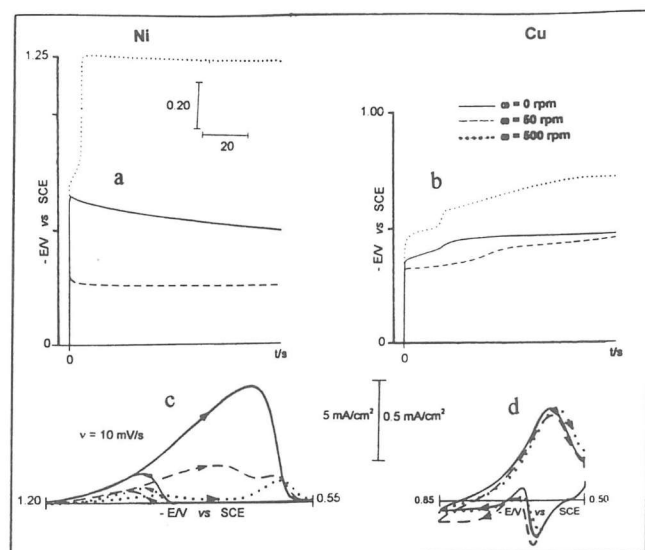 Ni
Cu
1.25
0.20
20
a
- E/V vs SCE
0
0
t/s
1.00
ω = 0 rpm
ω = 50 rpm
ω = 500 rpm
b
- E/V vs SCE
0
0
t/s
c
ν = 10 mV/s
1.20
0.55
- E/V vs SCE
5 mA/cm²
0.5 mA/cm²
d
0.85
0.50
- E/V vs SCE